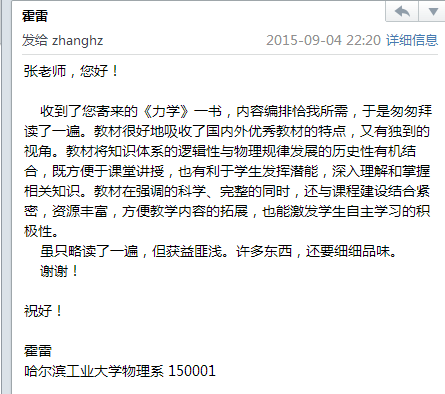 霍雷
发给 zhanghz 2015-09-04 22:20 详细信息
张老师，您好！
收到了您寄来的《力学》一书，内容编排恰我所需，于是匆匆拜
读了一遍。教材很好地吸收了国内外优秀教材的特点，又有独到的
视角。教材将知识体系的逻辑性与物理规律发展的历史性有机结
合，既方便于课堂讲授，也有利于学生发挥潜能，深入理解和掌握
相关知识。教材在强调的科学、完整的同时，还与课程建设结合紧
密，资源丰富，方便教学内容的拓展，也能激发学生自主学习的积
极性。
虽只略读了一遍，但获益匪浅。许多东西，还要细细品味。
谢谢！
祝好！
霍雷
哈尔滨工业大学物理系 150001